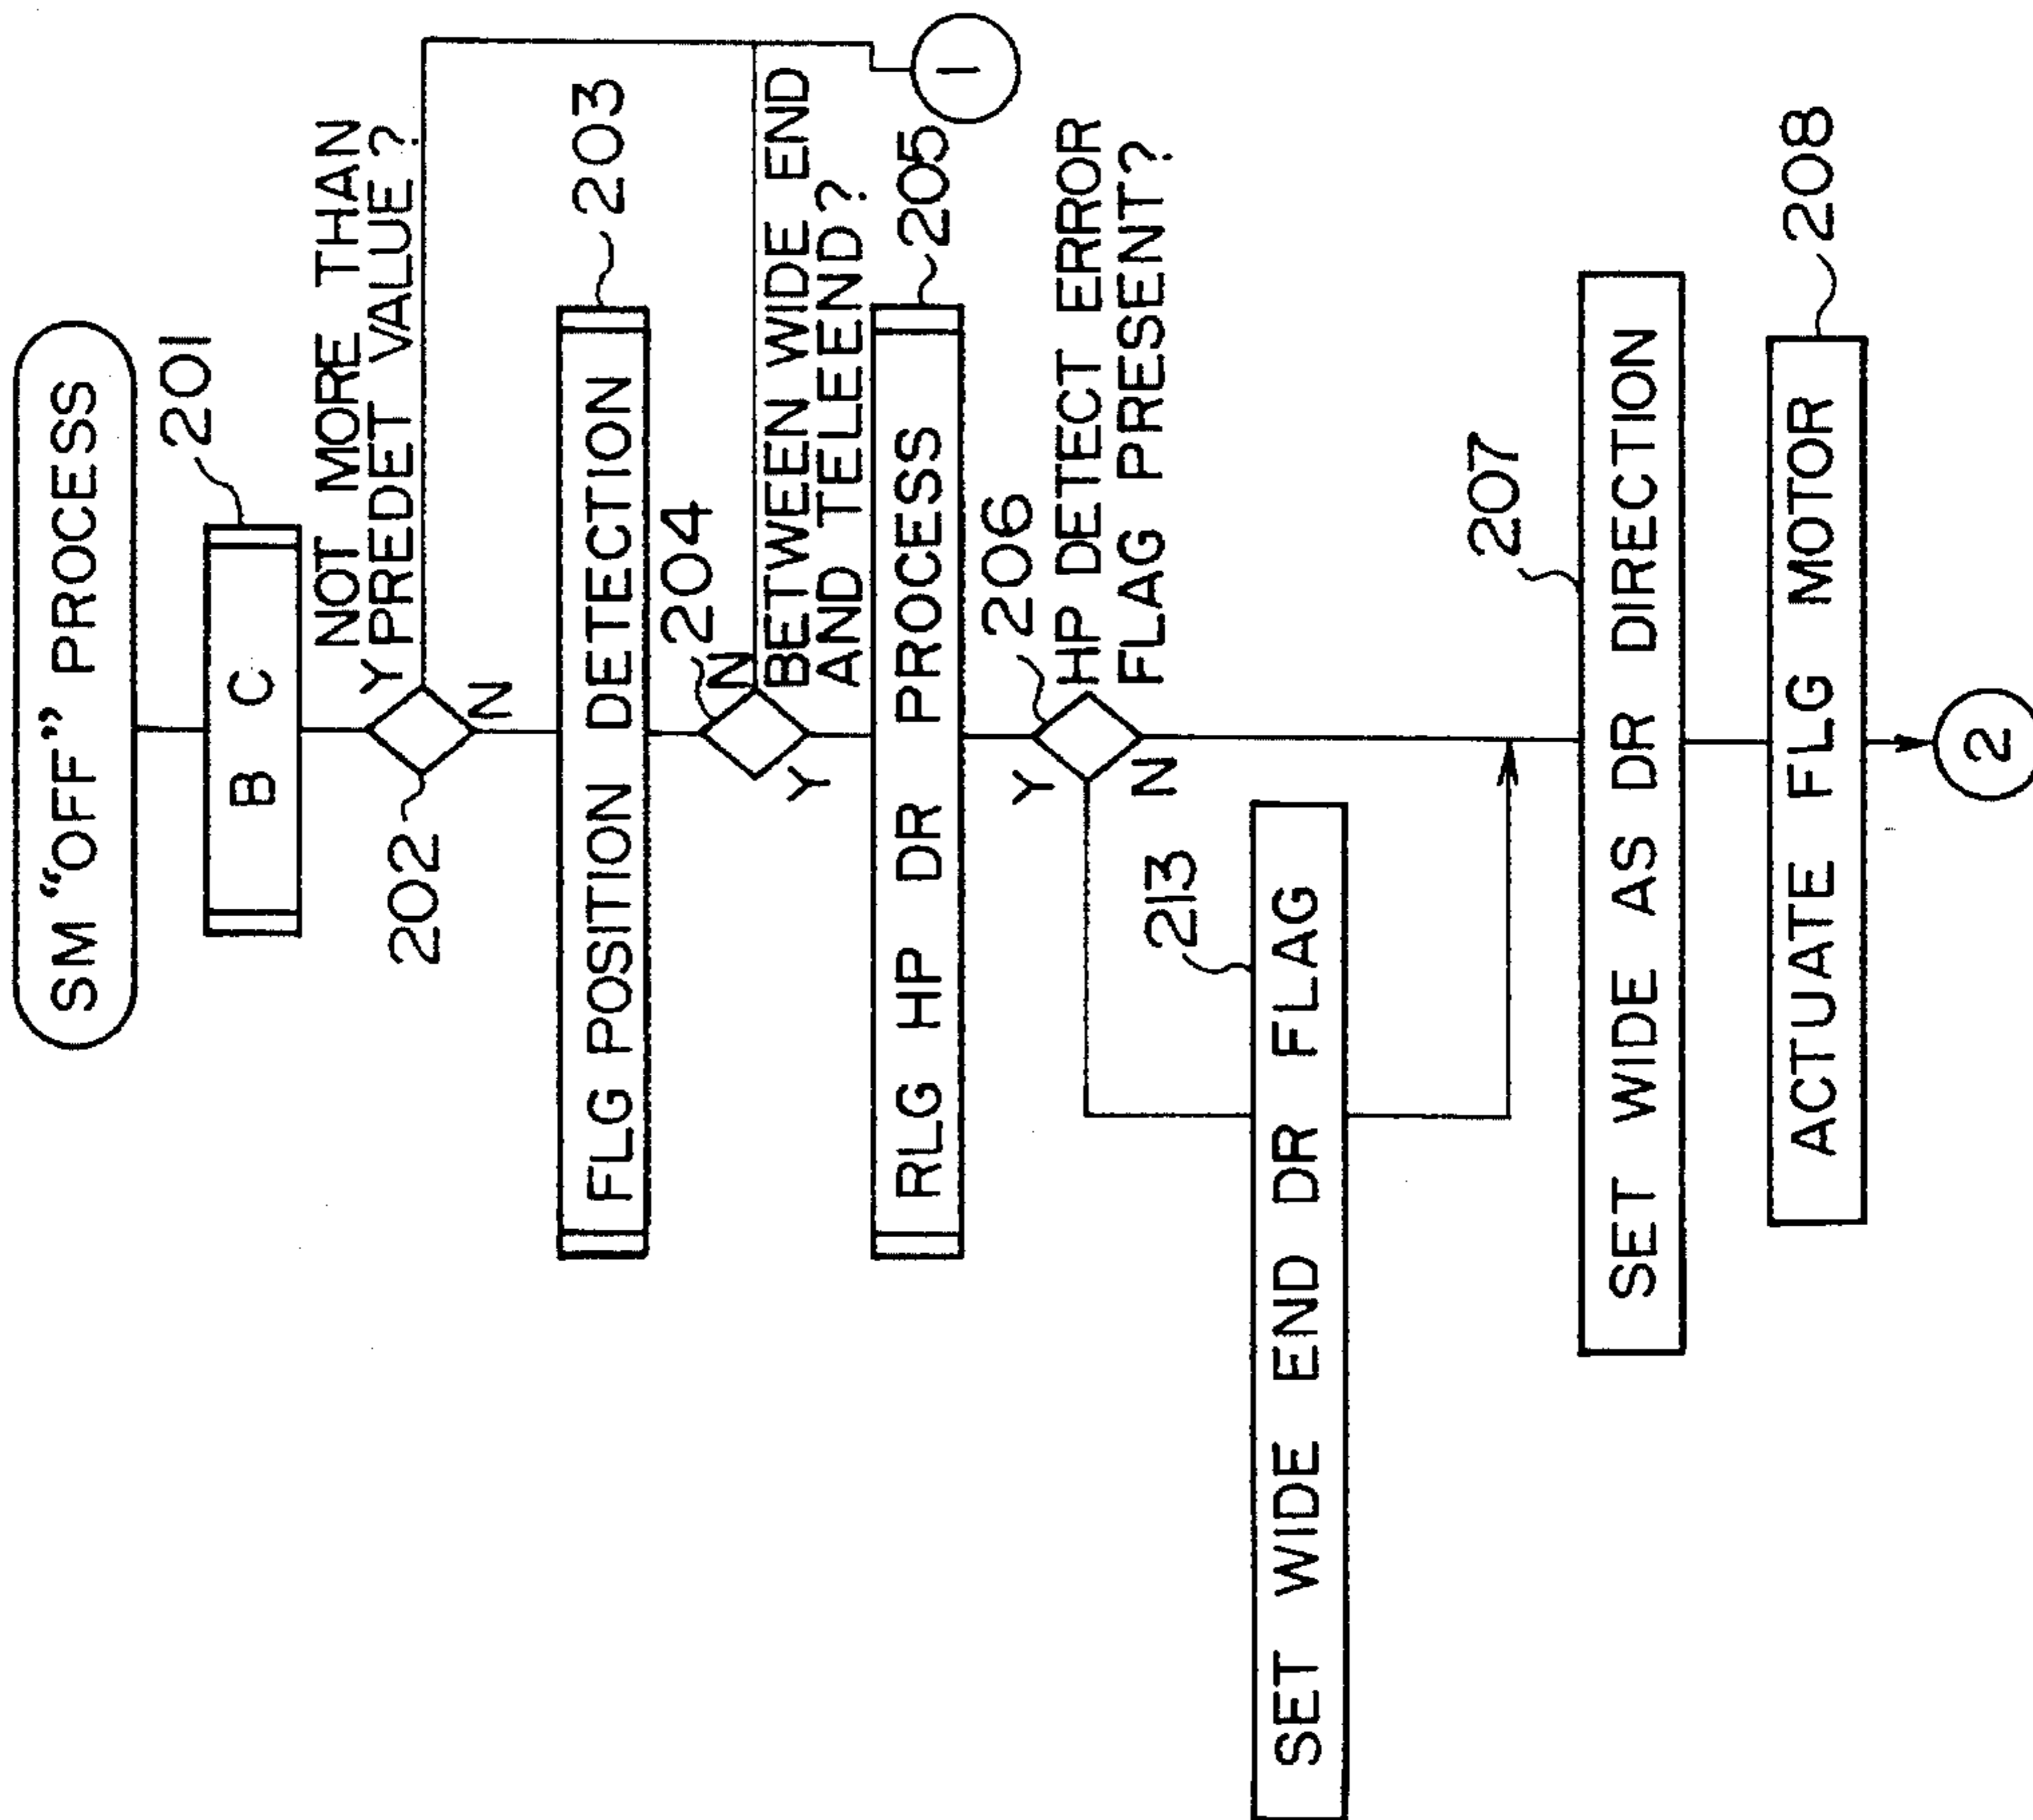 SM "OFF" PROCESS
201
B C
NOT MORE THAN
PREDET VALUE?
Y
202
N
203
FLG POSITION DETECTION
204
N
BETWEEN WIDE END
AND TELEEND?
Y
1
205
RLG HP DR PROCESS
206
HP DETECT ERROR
FLAG PRESENT?
Y
N
213
SET WIDE END DR FLAG
207
SET WIDE AS DR DIRECTION
208
ACTUATE FLG MOTOR
2